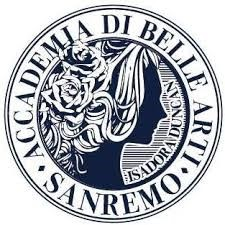 ACCADEMIA DI BELLE ARTI
SANREMO
ISADORA DUNCAN